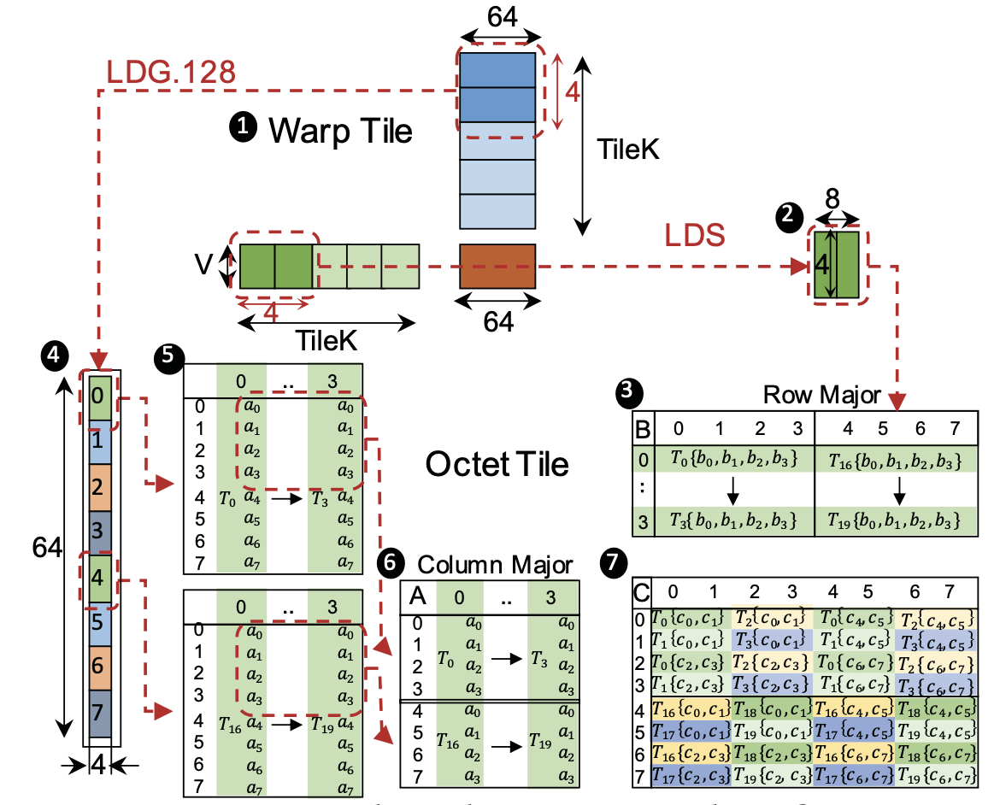 64
LDG.128
4
1 Warp Tile
TileK
8
2
LDS
V
4
4
64
TileK
4
5
3
Row Major
0 .. 3
B 0 1 2 3 4 5 6 7
0 T₀{b₀,b₁,b₂,b₃} T₁₆{b₀,b₁,b₂,b₃}
:
3 T₃{b₀,b₁,b₂,b₃} T₁₉{b₀,b₁,b₂,b₃}
0
1
2
3
4
5
6
7
64
4
0 a₀ a₀
1 a₁ a₁
2 a₂ a₂
3 a₃ a₃
4 T₀ a₄ → T₃ a₄
5 a₅ a₅
6 a₆ a₆
7 a₇ a₇
Octet Tile
0 .. 3
0 a₀ a₀
1 a₁ a₁
2 a₂ a₂
3 a₃ a₃
4 T₁₆ a₄ → T₁₉ a₄
5 a₅ a₅
6 a₆ a₆
7 a₇ a₇
6 Column Major
A 0 .. 3
0 a₀ a₀
1 a₁ a₁
2 T₀ a₂ → T₃ a₂
3 a₃ a₃
4 a₀ a₀
5 a₁ a₁
6 T₁₆ a₂ → T₁₉ a₂
7 a₃ a₃
7
C 0 1 2 3 4 5 6 7
0 T₀{c₀,c₁} T₂{c₀,c₁} T₀{c₄,c₅} T₂{c₄,c₅}
1 T₁{c₀,c₁} T₃{c₀,c₁} T₁{c₄,c₅} T₃{c₄,c₅}
2 T₀{c₂,c₃} T₂{c₂,c₃} T₀{c₆,c₇} T₂{c₆,c₇}
3 T₁{c₂,c₃} T₃{c₂,c₃} T₁{c₆,c₇} T₃{c₆,c₇}
4 T₁₆{c₀,c₁} T₁₈{c₀,c₁} T₁₆{c₄,c₅} T₁₈{c₄,c₅}
5 T₁₇{c₀,c₁} T₁₉{c₀,c₁} T₁₇{c₄,c₅} T₁₉{c₄,c₅}
6 T₁₆{c₂,c₃} T₁₈{c₂,c₃} T₁₆{c₆,c₇} T₁₈{c₆,c₇}
7 T₁₇{c₂,c₃} T₁₉{c₂,c₃} T₁₇{c₆,c₇} T₁₉{c₆,c₇}